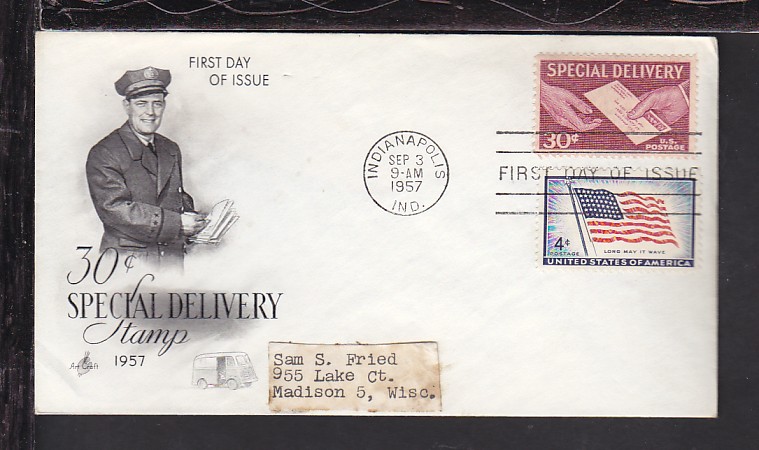 FIRST DAY
OF ISSUE
30¢
SPECIAL DELIVERY
Stamp
1957
Art Craft
INDIANAPOLIS
SEP 3
9-AM
1957
IND.
SPECIAL DELIVERY
30¢
U.S.
POSTAGE
FIRST DAY OF ISSUE
4¢
POSTAGE
LONG MAY IT WAVE
UNITED STATES OF AMERICA
Sam S. Fried
955 Lake Ct.
Madison 5, Wisc.